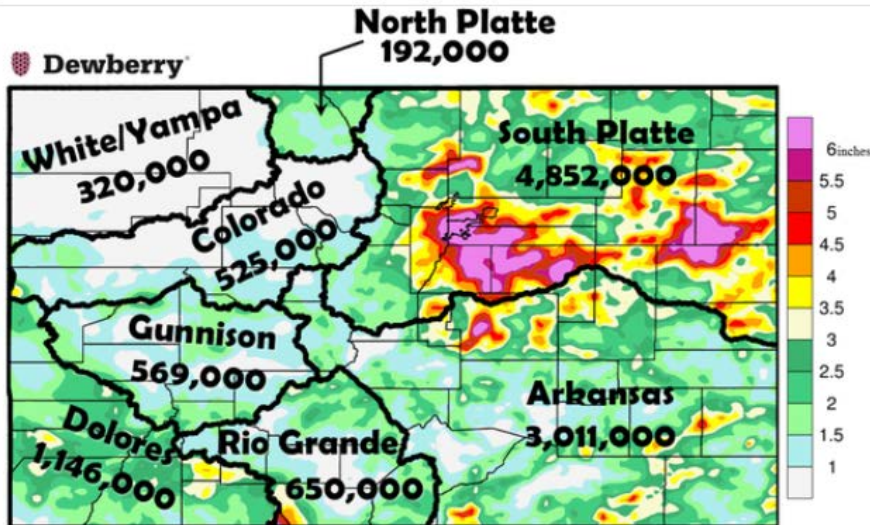 North Platte
192,000
Dewberry
White/Yampa
320,000
South Platte
4,852,000
Colorado
525,000
Gunnison
569,000
Arkansas
3,011,000
Dolores
1,146,000
Rio Grande
650,000
6inches
5.5
5
4.5
4
3.5
3
2.5
2
1.5
1